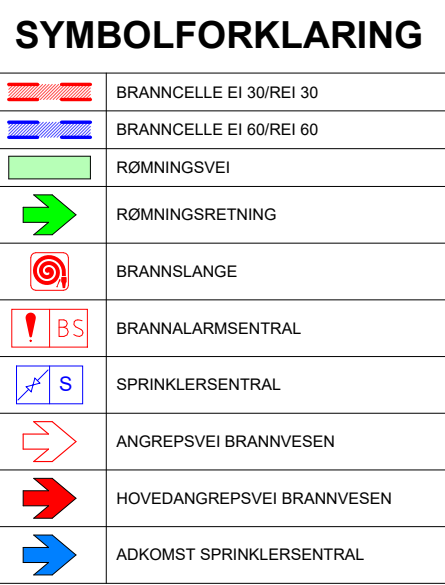 SYMBOLFORKLARING
BRANNCELLE EI 30/REI 30
BRANNCELLE EI 60/REI 60
RØMNINGSVEI
RØMNINGSRETNING
BRANNSLANGE
BS BRANNALARMSENTRAL
S SPRINKLERSENTRAL
ANGREPSVEI BRANNVESEN
HOVEDANGREPSVEI BRANNVESEN
ADKOMST SPRINKLERSENTRAL